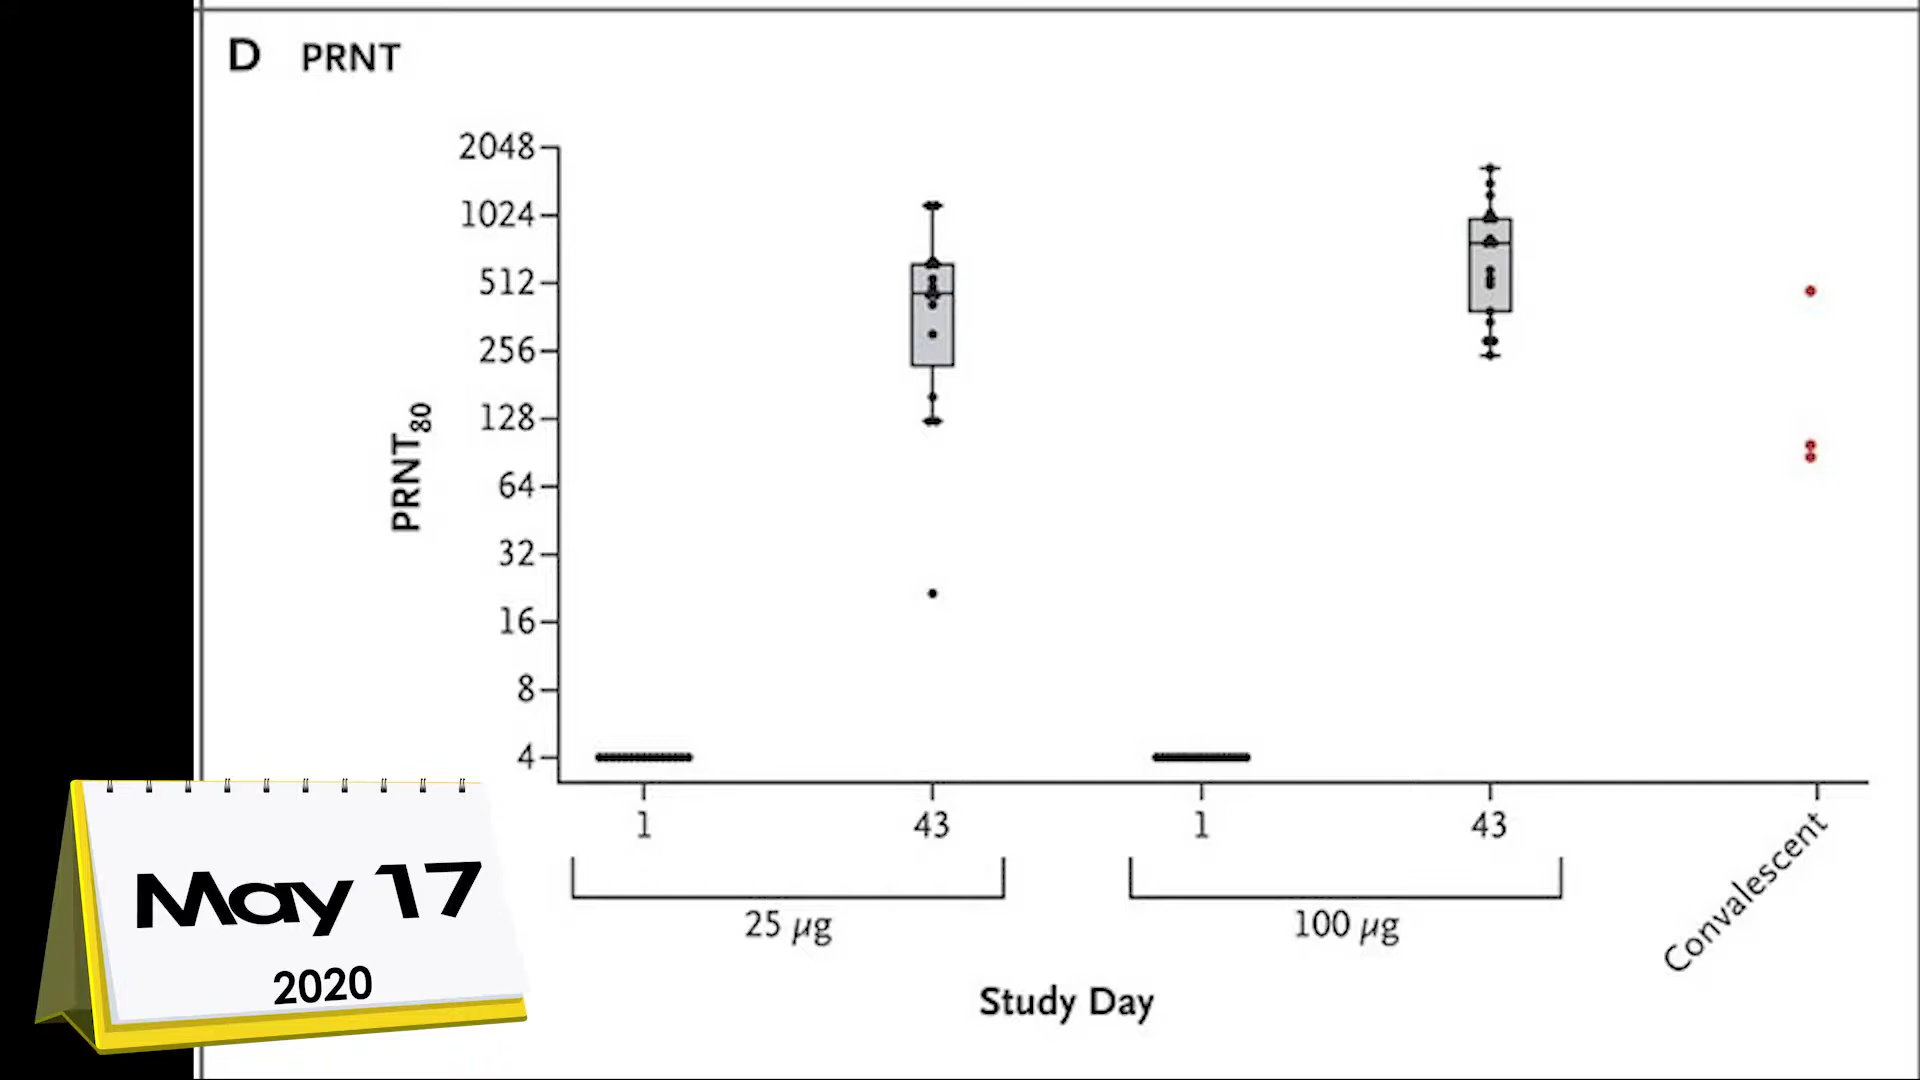 D PRNT
2048
1024
512
256
128
64
32
16
8
4
PRNT80
1 43 1 43 Convalescent
25 µg 100 µg
Study Day
May 17
2020